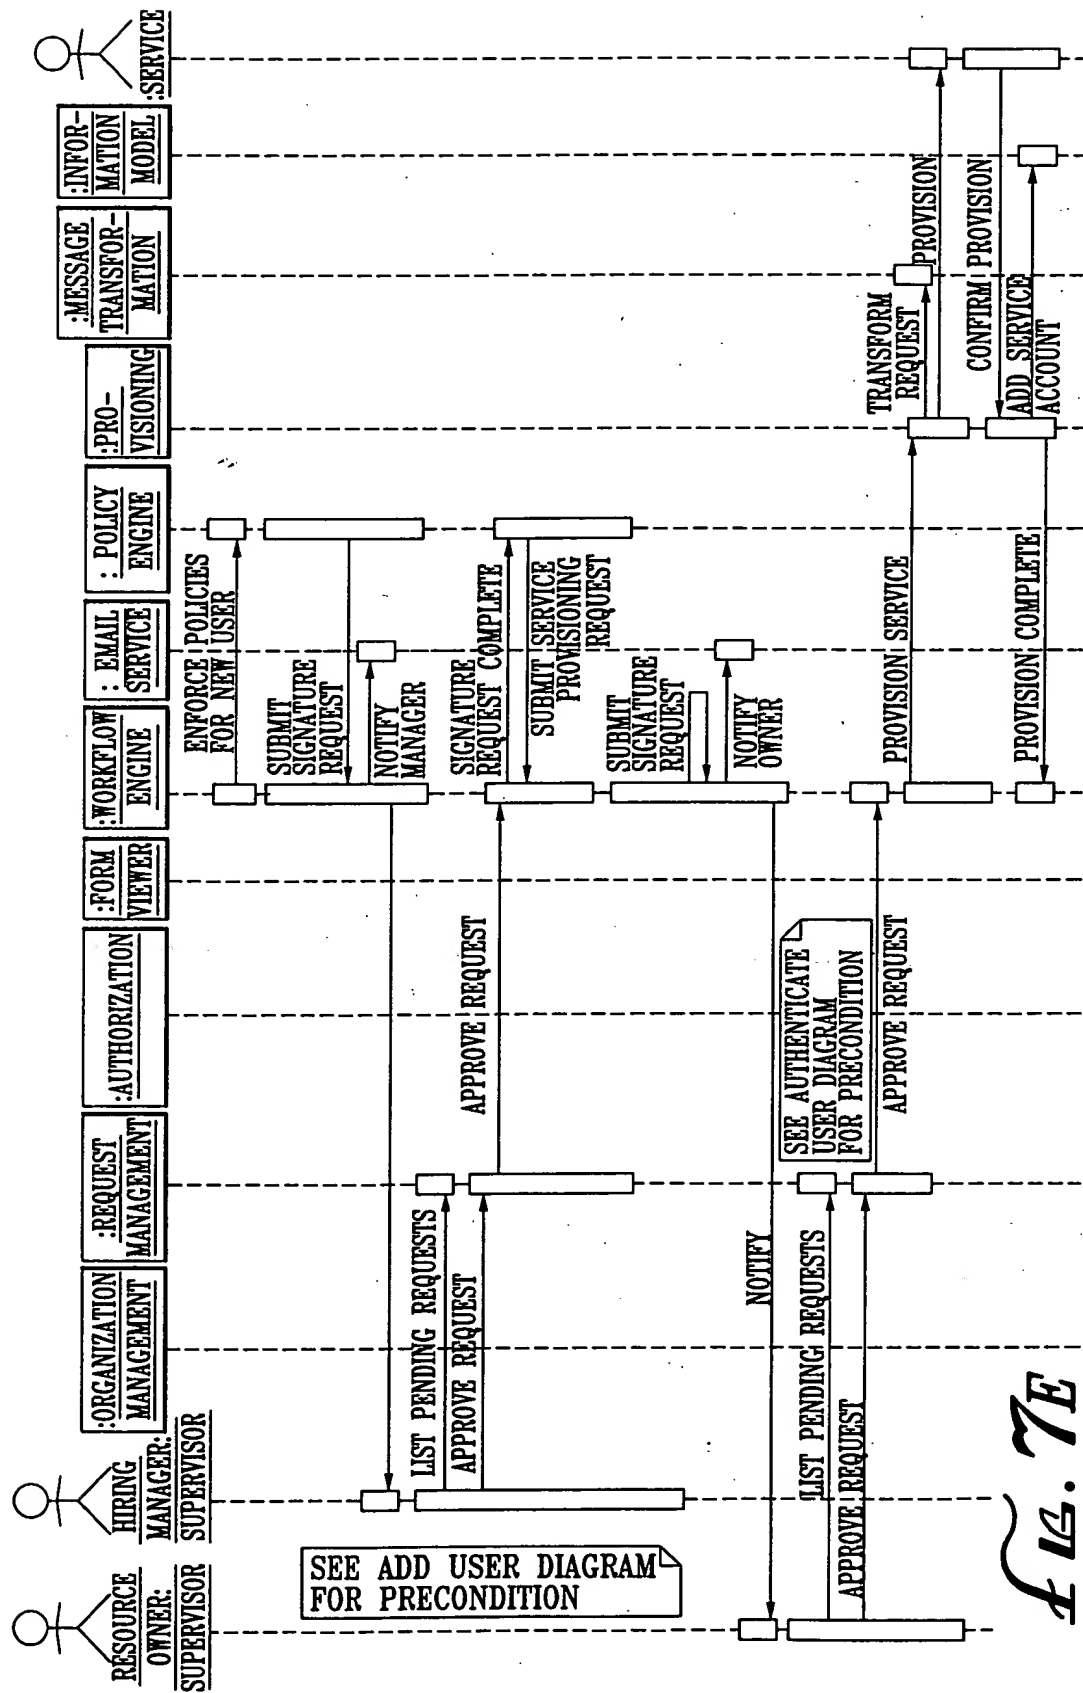 RESOURCE
OWNER:
SUPERVISOR
HIRING
MANAGER:
SUPERVISOR
:ORGANIZATION
MANAGEMENT
:REQUEST
MANAGEMENT
:AUTHORIZATION
:FORM
VIEWER
:WORKFLOW
ENGINE
: EMAIL
SERVICE
: POLICY
ENGINE
:PRO-
VISIONING
:MESSAGE
TRANSFOR-
MATION
:INFOR-
MATION
MODEL
:SERVICE
SEE ADD USER DIAGRAM
FOR PRECONDITION
ENFORCE POLICIES
FOR NEW USER
SUBMIT
SIGNATURE
REQUEST
NOTIFY
MANAGER
LIST PENDING REQUESTS
APPROVE REQUEST
APPROVE REQUEST
SIGNATURE
REQUEST COMPLETE
SUBMIT SERVICE
PROVISIONING
REQUEST
SUBMIT
SIGNATURE
REQUEST
NOTIFY
OWNER
NOTIFY
SEE AUTHENTICATE
USER DIAGRAM
FOR PRECONDITION
LIST PENDING REQUESTS
APPROVE REQUEST
APPROVE REQUEST
PROVISION SERVICE
TRANSFORM
REQUEST
PROVISION
CONFIRM PROVISION
ADD SERVICE
ACCOUNT
PROVISION COMPLETE
FIG. 7E